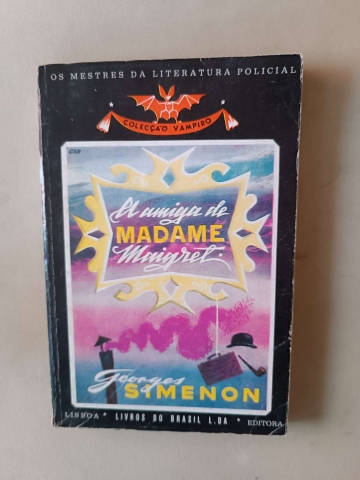 OS MESTRES DA LITERATURA POLICIAL
COLECÇÃO VAMPIRO
A amiga de
MADAME
Maigret
Georges
SIMENON
LISBOA * LIVROS DO BRASIL L.DA * EDITORA